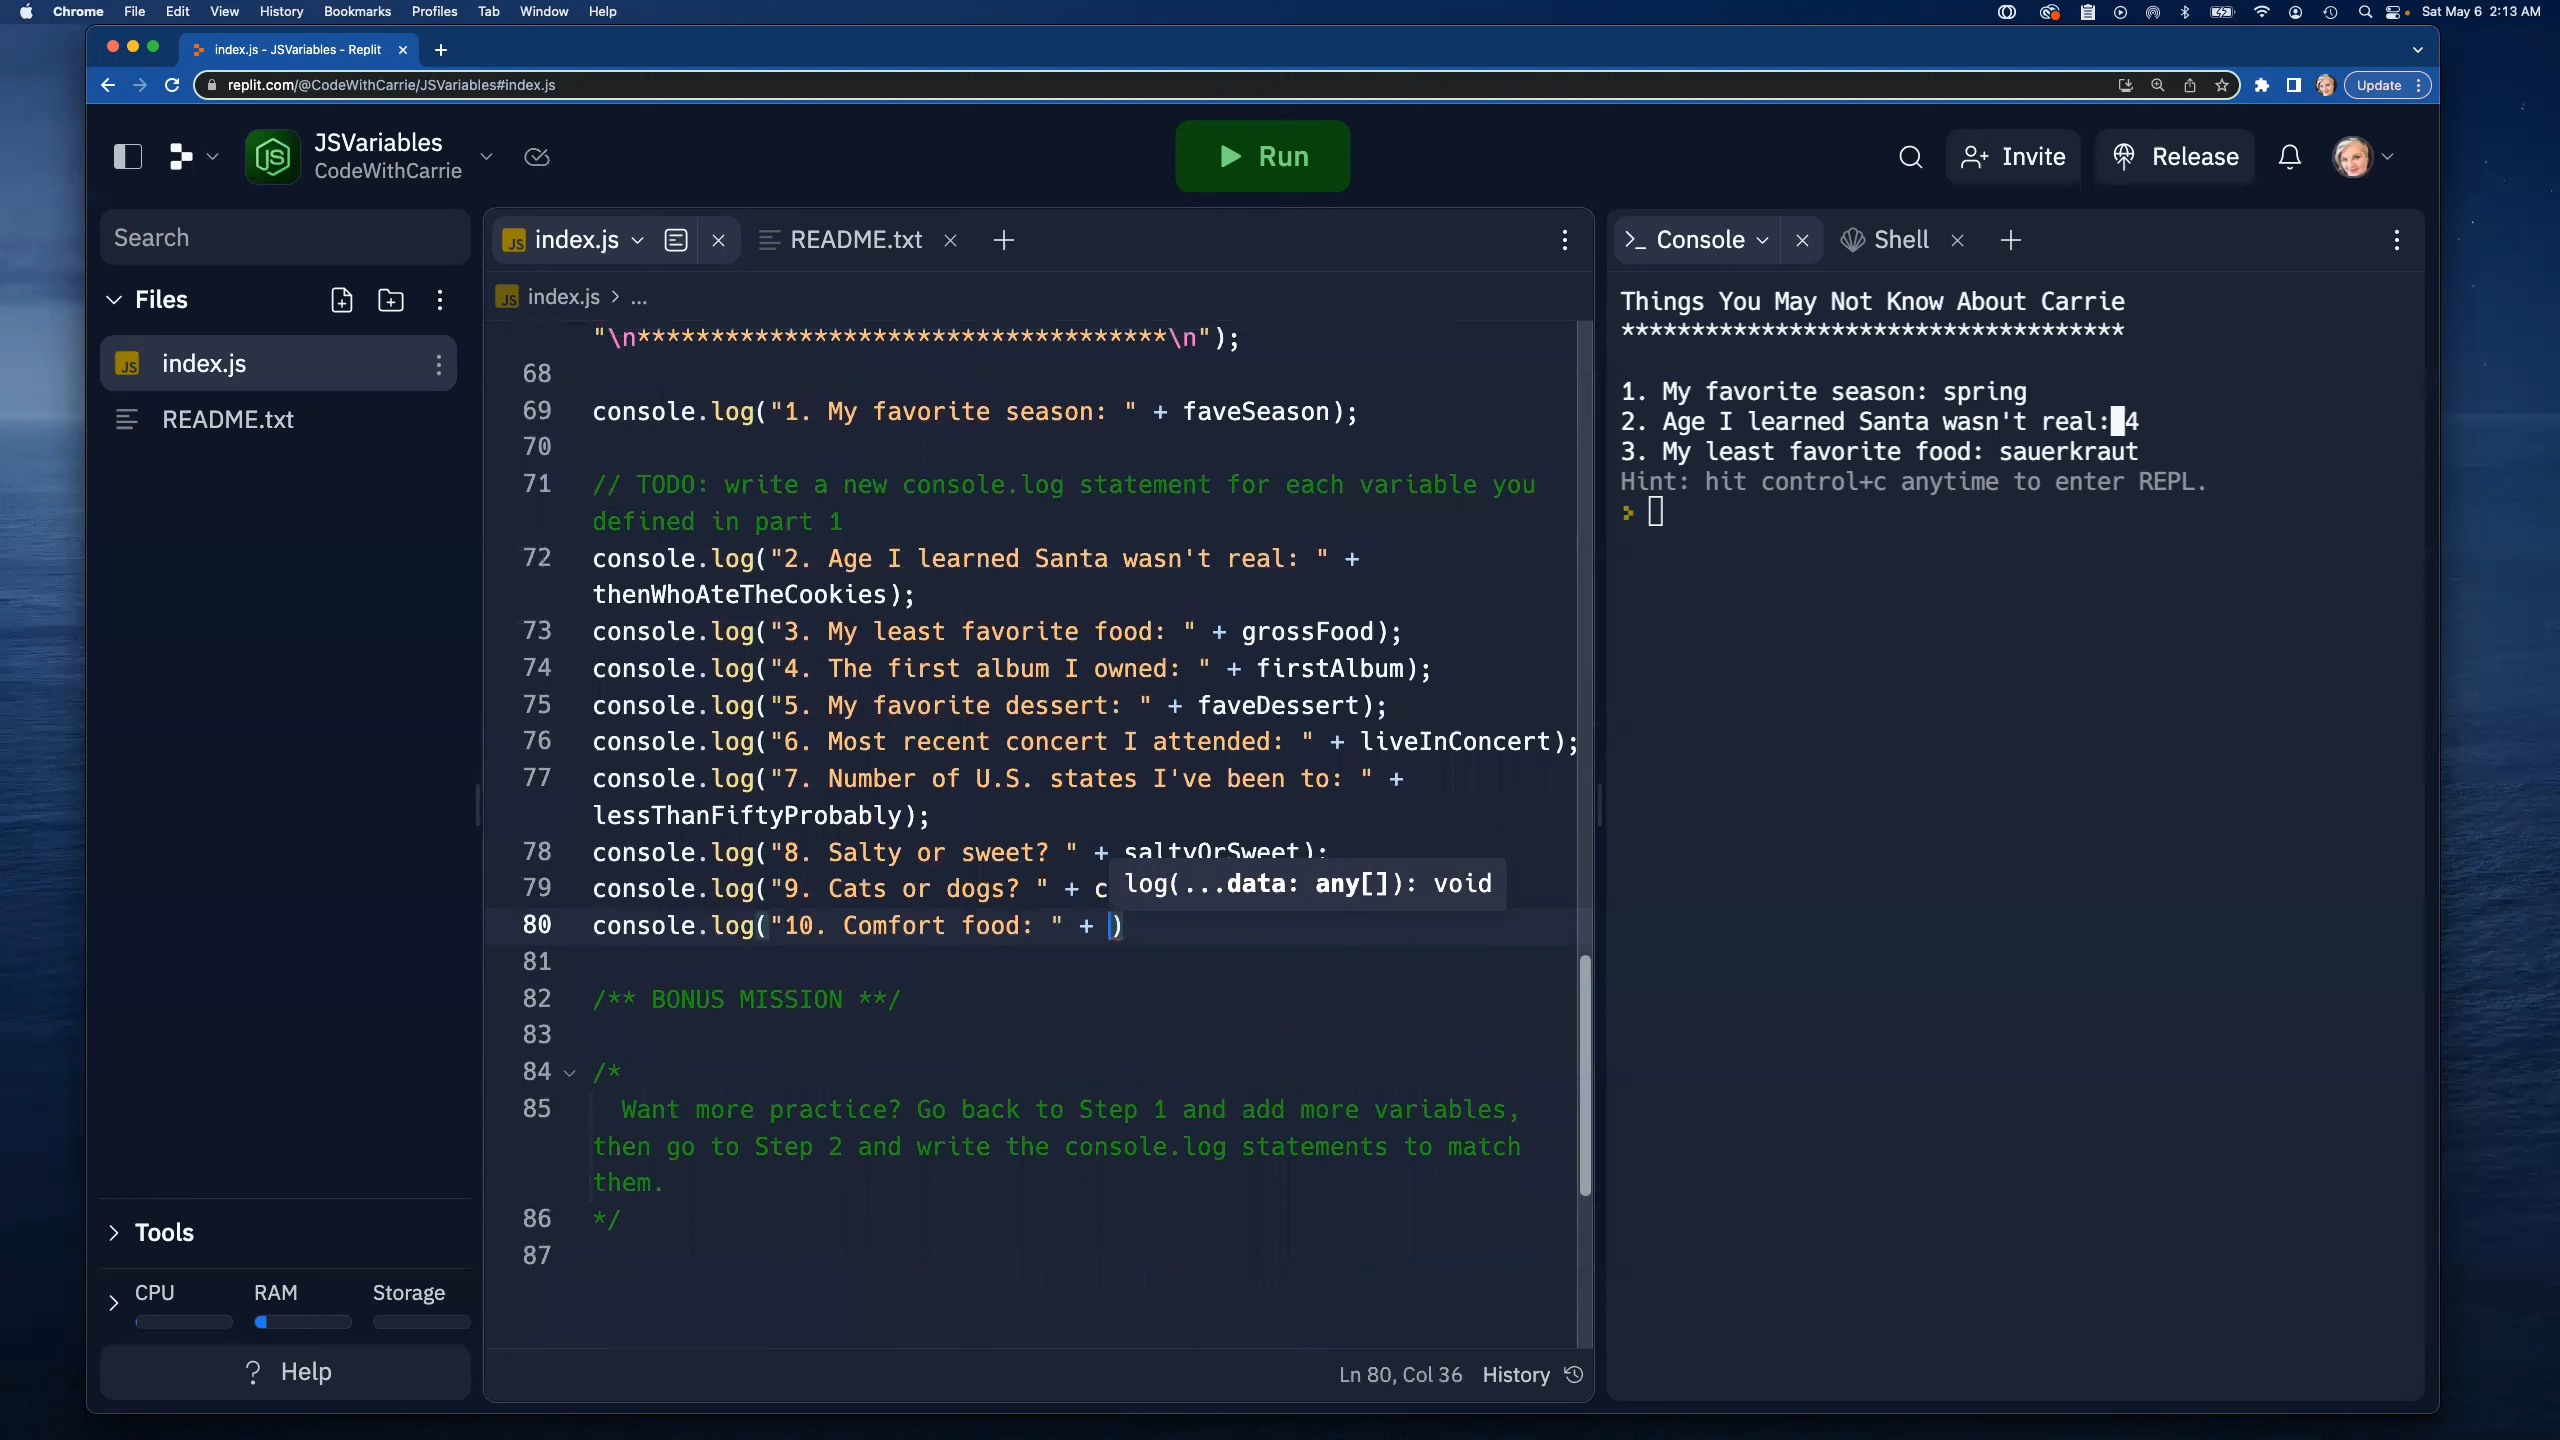 Chrome File Edit View History Bookmarks Profiles Tab Window Help
Sat May 6 2:13 AM
index.js - JSVariables - Replit
replit.com/@CodeWithCarrie/JSVariables#index.js
Update
JSVariables
CodeWithCarrie
Run
Invite
Release
Search
Files
JS index.js
README.txt
Tools
CPU RAM Storage
? Help
JS index.js
README.txt
JS index.js > ...
"\n************************************\n");
68
69 console.log("1. My favorite season: " + faveSeason);
70
71 // TODO: write a new console.log statement for each variable you
defined in part 1
72 console.log("2. Age I learned Santa wasn't real: " +
thenWhoAteTheCookies);
73 console.log("3. My least favorite food: " + grossFood);
74 console.log("4. The first album I owned: " + firstAlbum);
75 console.log("5. My favorite dessert: " + faveDessert);
76 console.log("6. Most recent concert I attended: " + liveInConcert);
77 console.log("7. Number of U.S. states I've been to: " +
lessThanFiftyProbably);
78 console.log("8. Salty or sweet? " + saltyOrSweet);
79 console.log("9. Cats or dogs? " + c
log(...data: any[]): void
80 console.log("10. Comfort food: " + )
81
82 /** BONUS MISSION **/
83
84 /*
85 Want more practice? Go back to Step 1 and add more variables,
then go to Step 2 and write the console.log statements to match
them.
86 */
87
Ln 80, Col 36 History
>_ Console
Shell
Things You May Not Know About Carrie
************************************
1. My favorite season: spring
2. Age I learned Santa wasn't real: 4
3. My least favorite food: sauerkraut
Hint: hit control+c anytime to enter REPL.
>